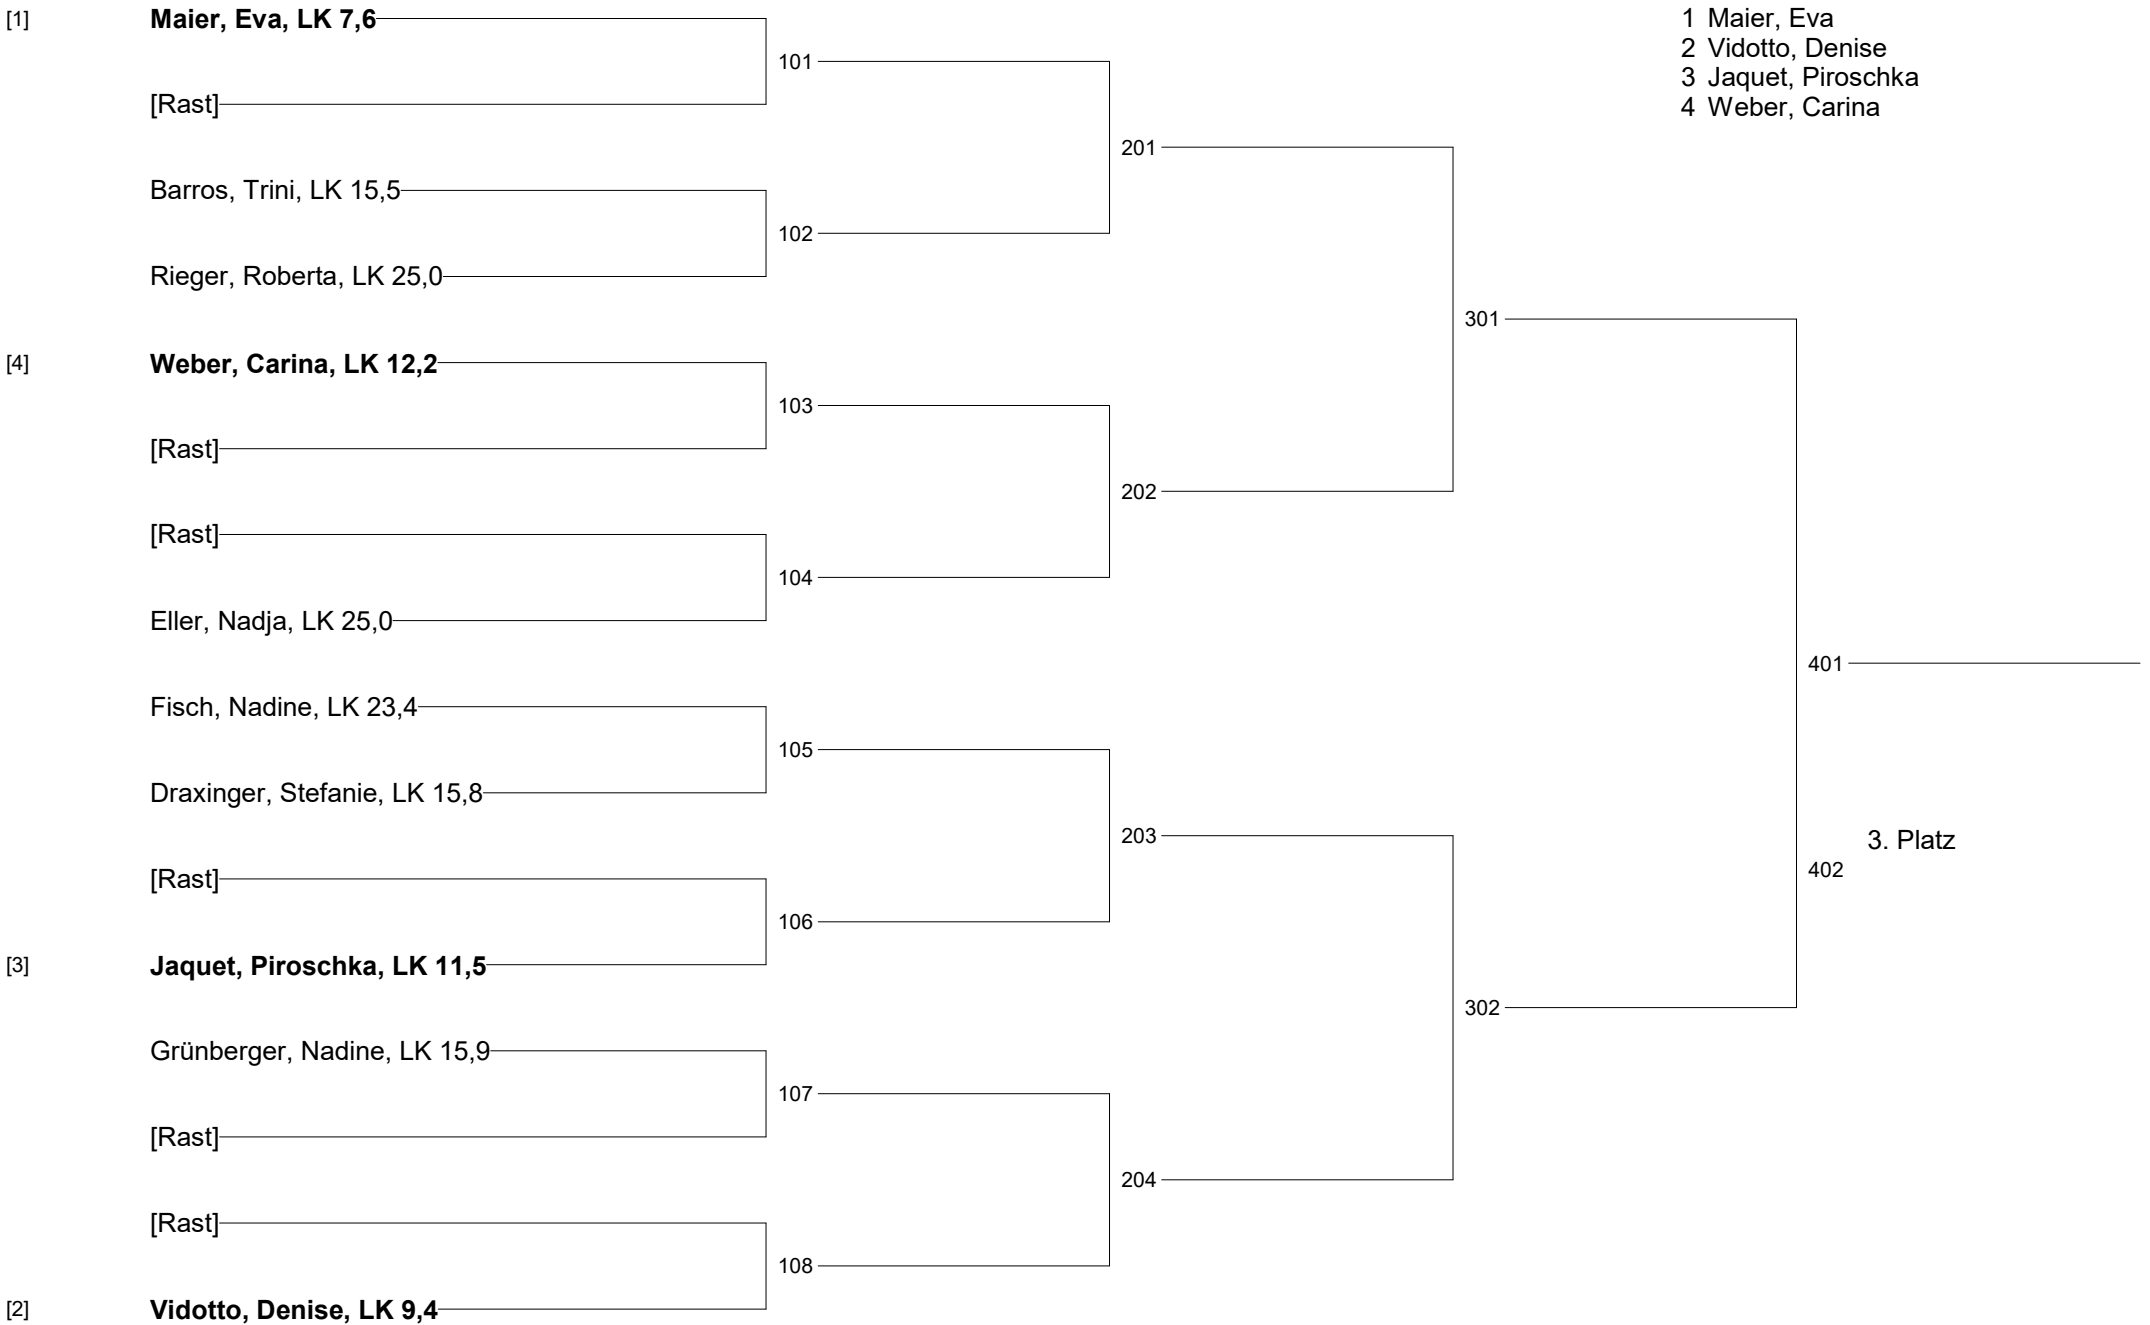 [1] Maier, Eva, LK 7,6
1 Maier, Eva
2 Vidotto, Denise
3 Jaquet, Piroschka
4 Weber, Carina
101
[Rast]
201
Barros, Trini, LK 15,5
102
Rieger, Roberta, LK 25,0
301
[4] Weber, Carina, LK 12,2
103
[Rast]
202
[Rast]
104
Eller, Nadja, LK 25,0
401
Fisch, Nadine, LK 23,4
105
Draxinger, Stefanie, LK 15,8
203
3. Platz
402
[Rast]
106
[3] Jaquet, Piroschka, LK 11,5
302
Grünberger, Nadine, LK 15,9
107
[Rast]
204
[Rast]
108
[2] Vidotto, Denise, LK 9,4